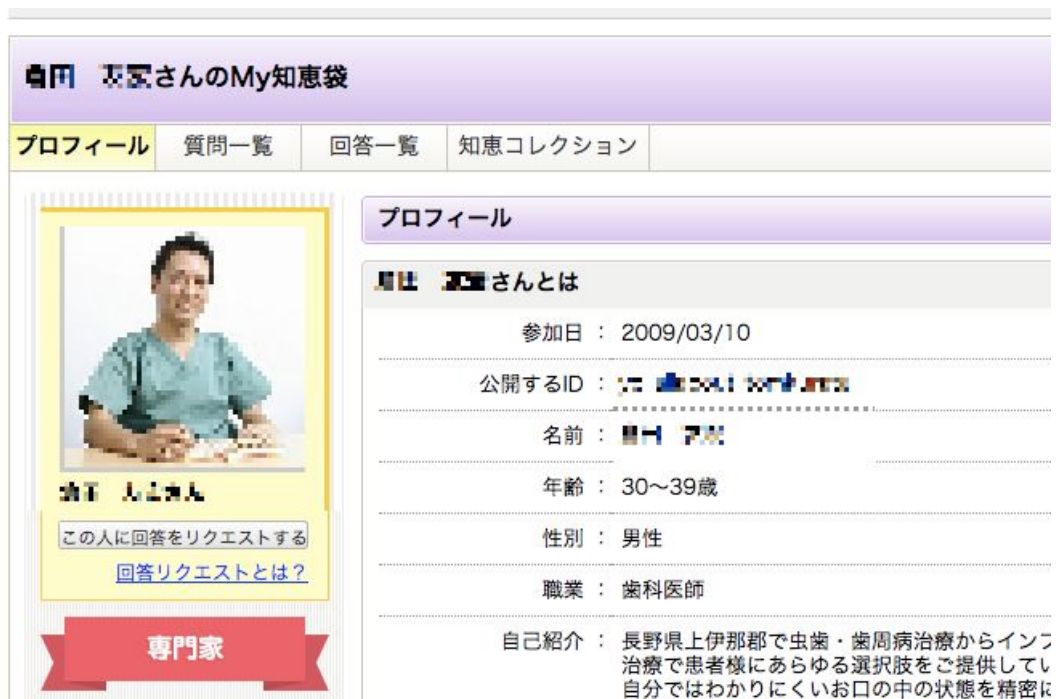 さんのMy知恵袋
プロフィール 質問一覧 回答一覧 知恵コレクション
プロフィール
さんとは
参加日 : 2009/03/10
公開するID :
名前 :
年齢 : 30〜39歳
性別 : 男性
職業 : 歯科医師
自己紹介 : 長野県上伊那郡で虫歯・歯周病治療からインプ
治療で患者様にあらゆる選択肢をご提供してい
自分ではわかりにくいお口の中の状態を精密に
この人に回答をリクエストする
回答リクエストとは?
専門家